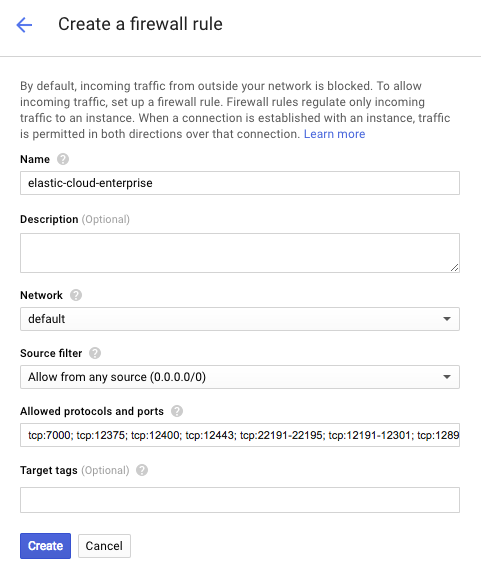 Create a firewall rule
By default, incoming traffic from outside your network is blocked. To allow
incoming traffic, set up a firewall rule. Firewall rules regulate only incoming
traffic to an instance. When a connection is established with an instance, traffic
is permitted in both directions over that connection. Learn more
Name ?
elastic-cloud-enterprise
Description (Optional)
Network ?
default
Source filter ?
Allow from any source (0.0.0.0/0)
Allowed protocols and ports ?
tcp:7000; tcp:12375; tcp:12400; tcp:12443; tcp:22191-22195; tcp:12191-12301; tcp:1289
Target tags (Optional) ?
Create Cancel